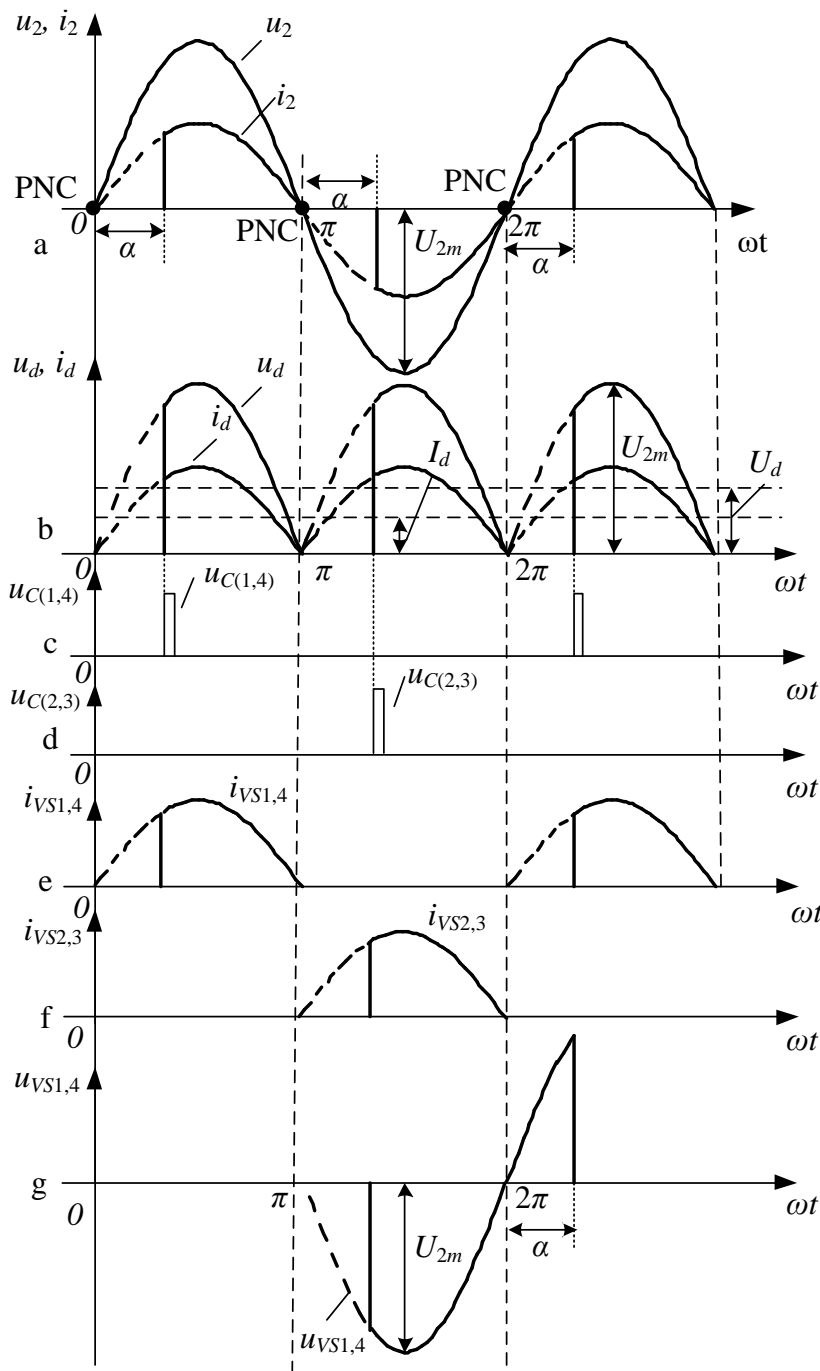 u2, i2
u2
i2
PNC
α
PNC
0
α
PNC
π
U2m
2π
α
ωt
a
ud, id
ud
id
Id
U2m
Ud
b
0
π
2π
ωt
uC(1,4)
uC(1,4)
c
0
ωt
uC(2,3)
uC(2,3)
d
0
ωt
iVS1,4
iVS1,4
e
0
ωt
iVS2,3
iVS2,3
f
0
ωt
uVS1,4
g
0
π
2π
ωt
U2m
α
uVS1,4